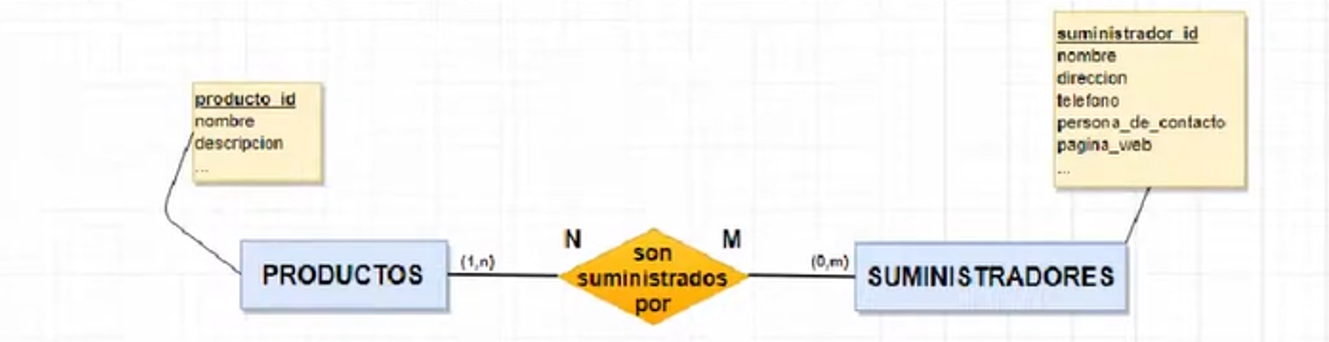 suministrador_id
nombre
direccion
telefono
persona_de_contacto
pagina_web
...
producto_id
nombre
descripcion
...
PRODUCTOS
(1,n)
N
son
suministrados
por
M
(0,m)
SUMINISTRADORES